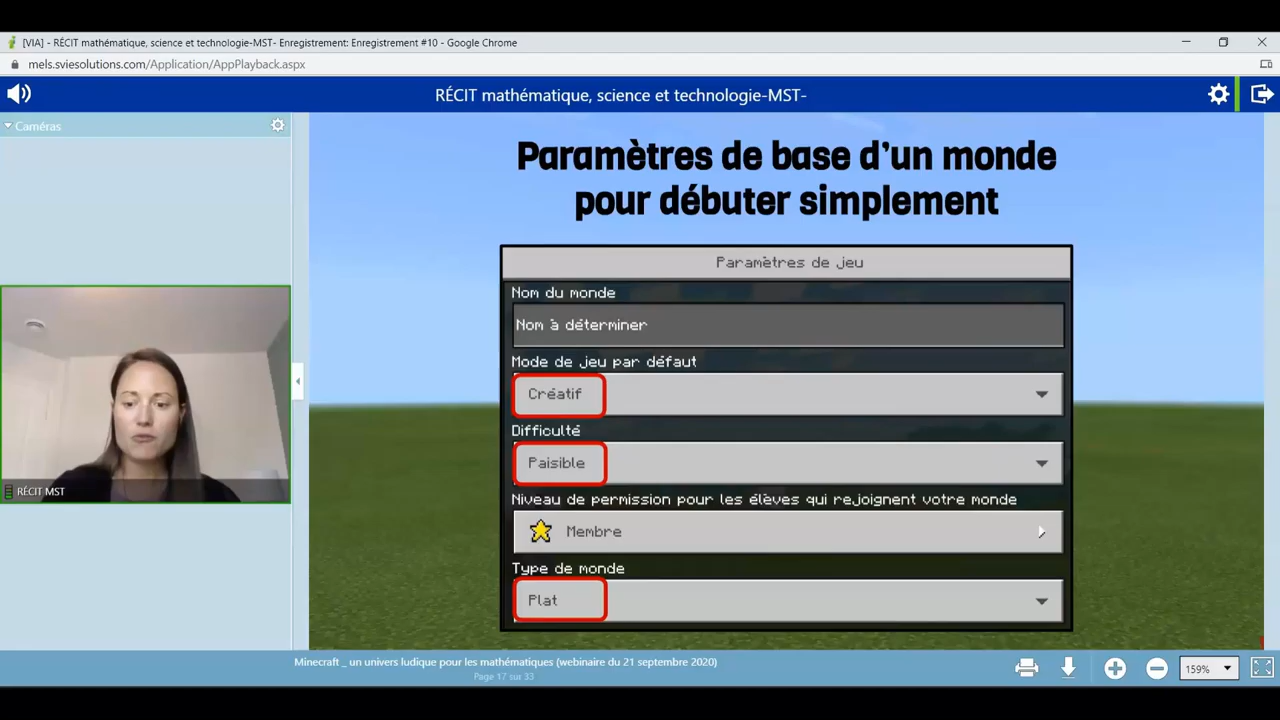 [VIA] - RÉCIT mathématique, science et technologie-MST- Enregistrement: Enregistrement #10 - Google Chrome
mels.sviesolutions.com/Application/AppPlayback.aspx
RÉCIT mathématique, science et technologie-MST-
Caméras
RÉCIT MST
Paramètres de base d'un monde
pour débuter simplement
Paramètres de jeu
Nom du monde
Nom à déterminer
Mode de jeu par défaut
Créatif
Difficulté
Paisible
Niveau de permission pour les élèves qui rejoignent votre monde
Membre
Type de monde
Plat
Minecraft _ un univers ludique pour les mathématiques (webinaire du 21 septembre 2020)
Page 17 sur 33
159%